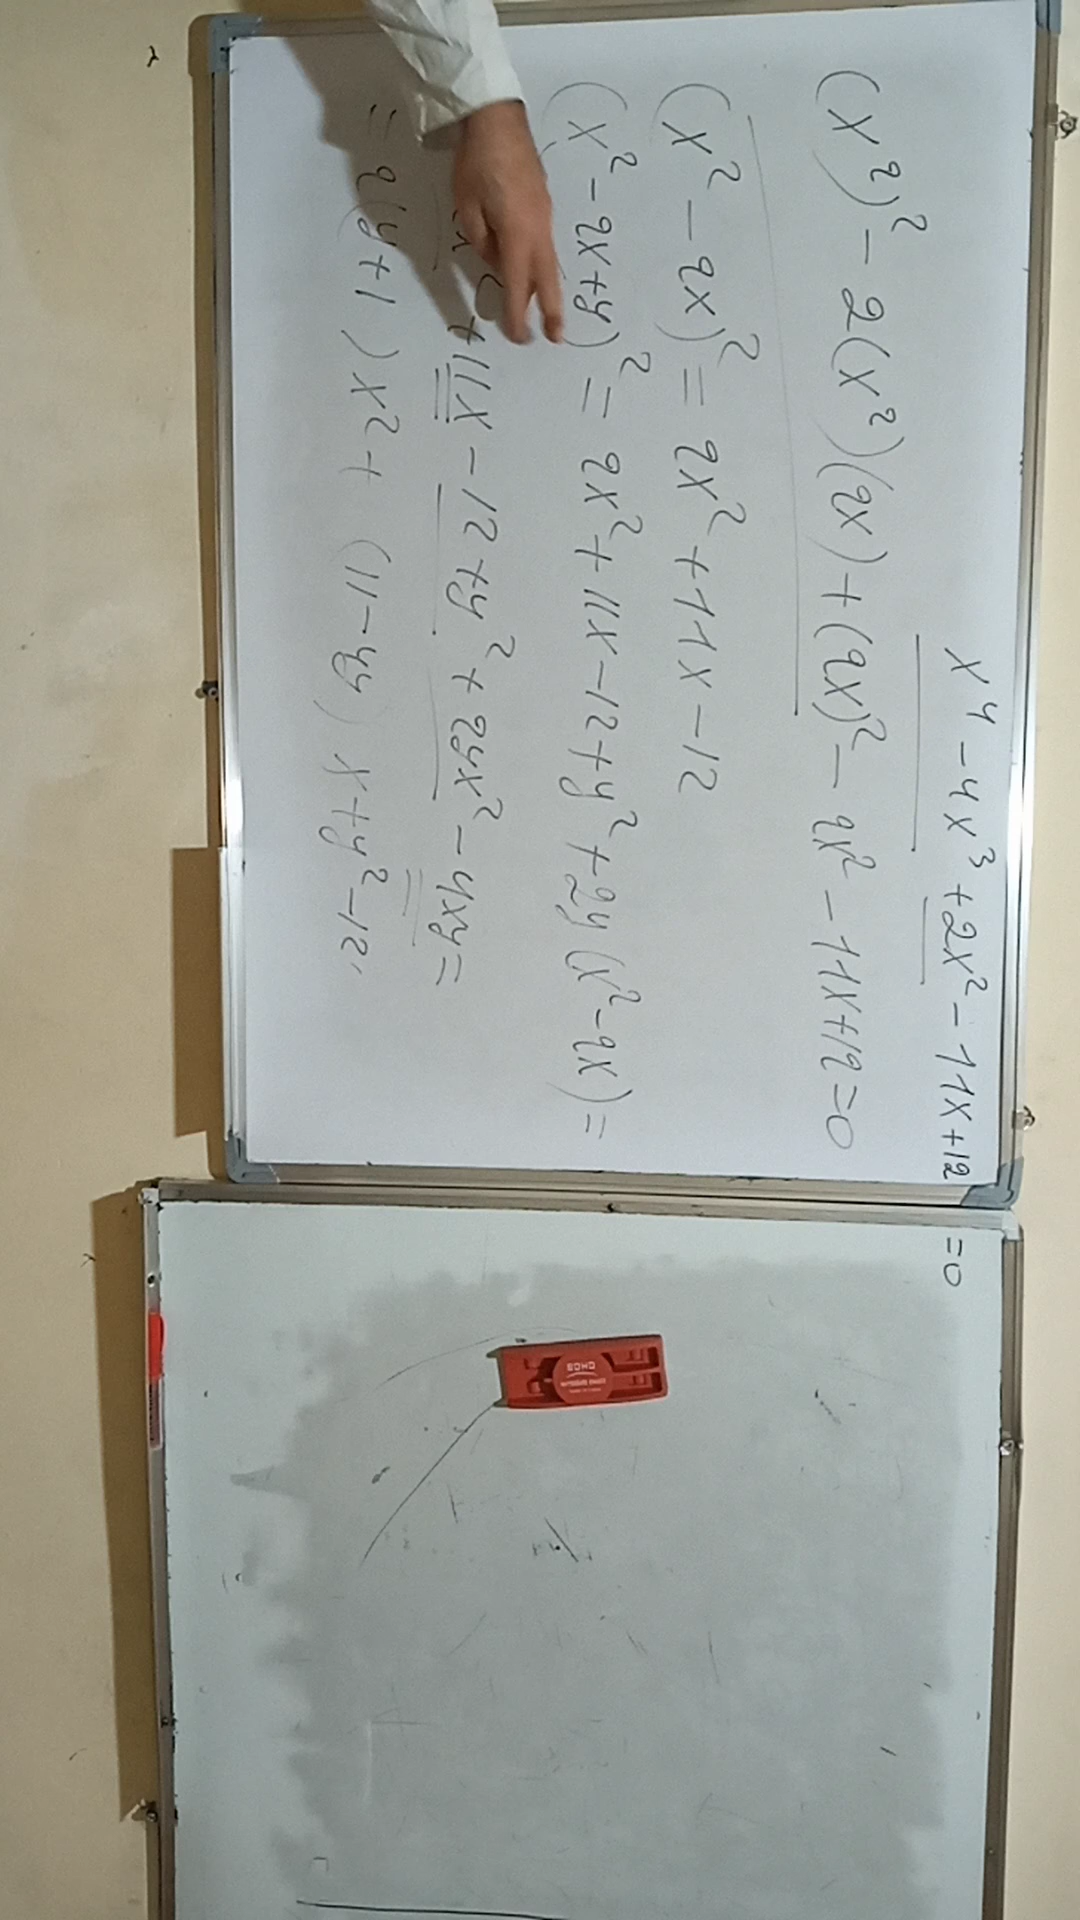 x⁴ - 4x³ + 2x² - 11x + 12 = 0
(x²)² - 2(x²)(2x) + (2x)² - 2x² - 11x + 12 = 0
(x² - 2x)² = 2x² + 11x - 12
(x² - 2x + y)² = 2x² + 11x - 12 + y² + 2y(x² - 2x) =
+ 11x - 12 + y² + 2yx² - 4xy =
= 2(y + 1)x² + (11 - 4y)x + y² - 12